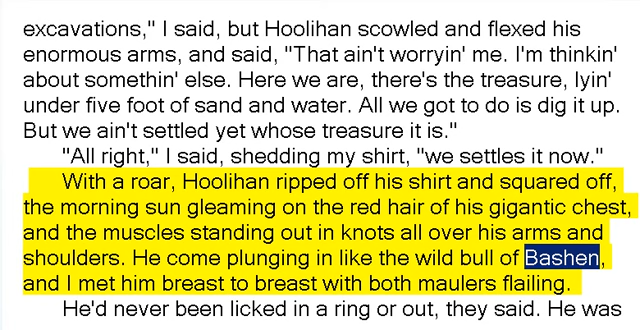 excavations," I said, but Hoolihan scowled and flexed his
enormous arms, and said, "That ain't worryin' me. I'm thinkin'
about somethin' else. Here we are, there's the treasure, lyin'
under five foot of sand and water. All we got to do is dig it up.
But we ain't settled yet whose treasure it is."
"All right," I said, shedding my shirt, "we settles it now."
With a roar, Hoolihan ripped off his shirt and squared off,
the morning sun gleaming on the red hair of his gigantic chest,
and the muscles standing out in knots all over his arms and
shoulders. He come plunging in like the wild bull of Bashen,
and I met him breast to breast with both maulers flailing.
He'd never been licked in a ring or out, they said. He was